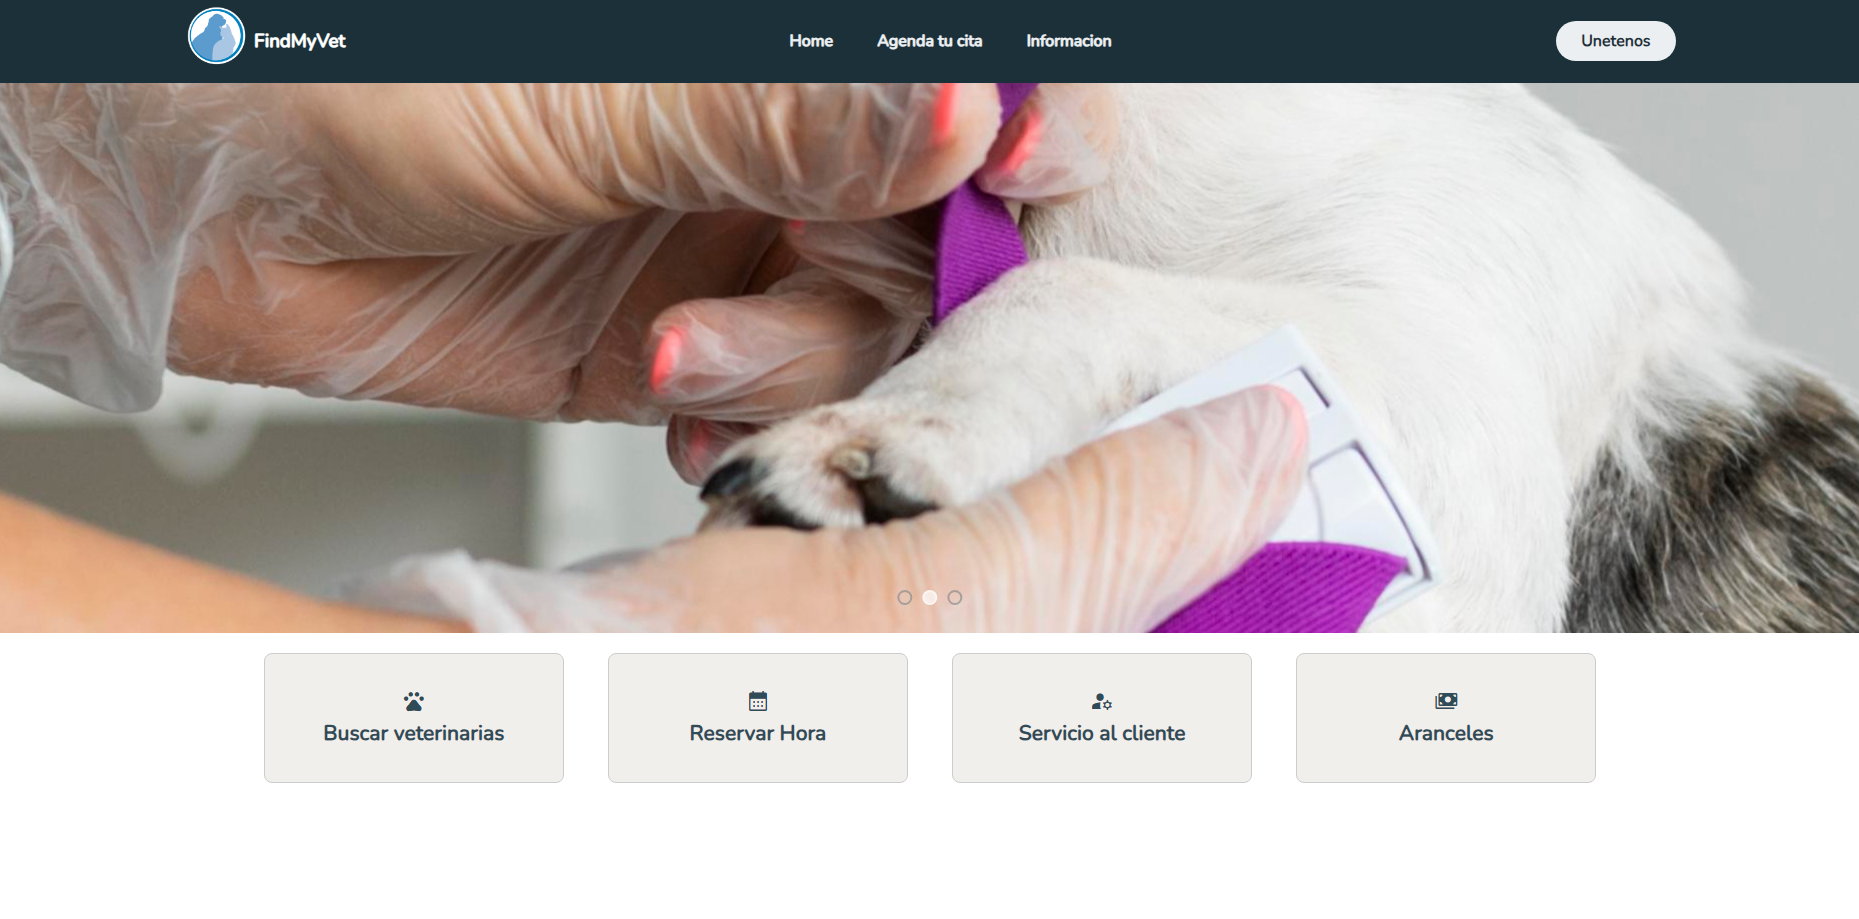 FindMyVet
Home
Agenda tu cita
Informacion
Unetenos
Buscar veterinarias
Reservar Hora
Servicio al cliente
Aranceles